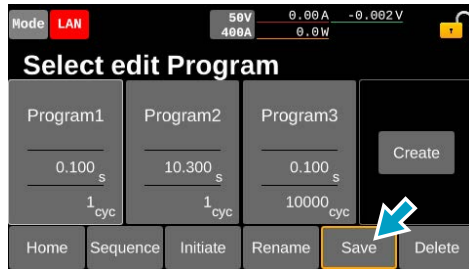 Mode LAN 50V 0.00A -0.002V
400A 0.0W
Select edit Program
Program1 Program2 Program3
Create
0.100 s 10.300 s 0.100 s
1 cyc 1 cyc 10000 cyc
Home Sequence Initiate Rename Save Delete